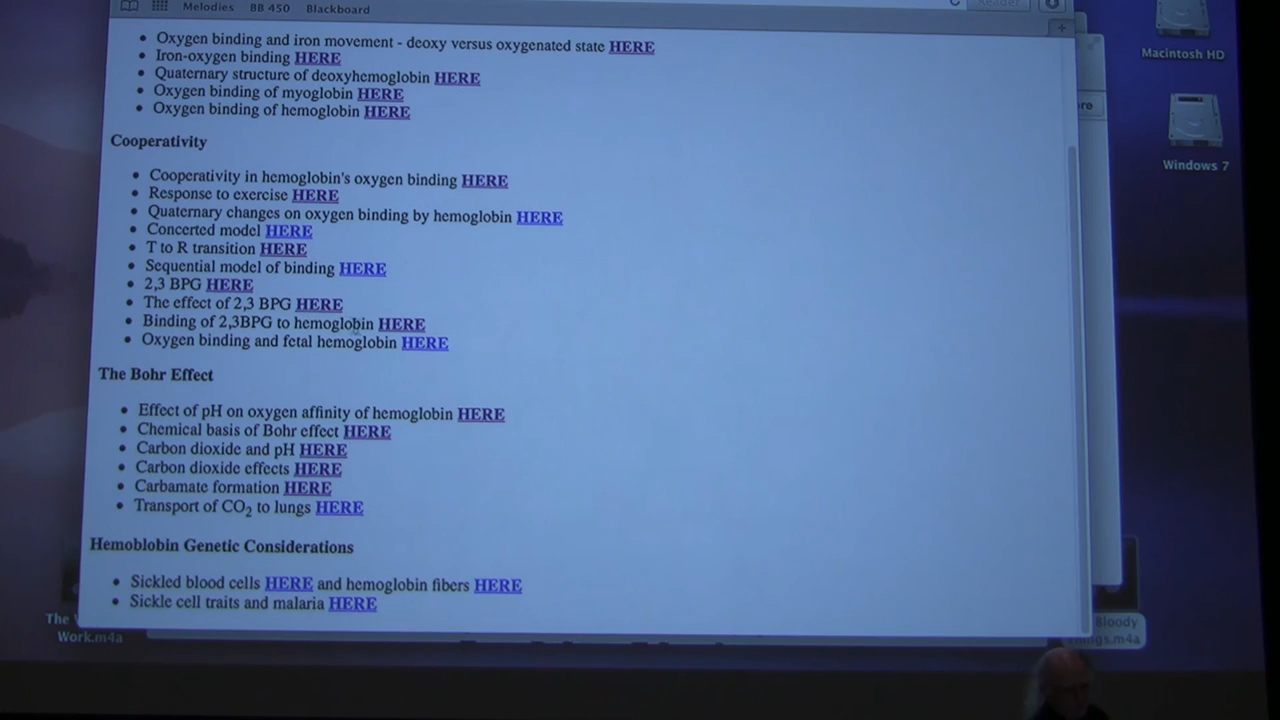 Melodies BB 450 Blackboard
Reader
Oxygen binding and iron movement - deoxy versus oxygenated state HERE
Iron-oxygen binding HERE
Quaternary structure of deoxyhemoglobin HERE
Oxygen binding of myoglobin HERE
Oxygen binding of hemoglobin HERE
Cooperativity
Cooperativity in hemoglobin's oxygen binding HERE
Response to exercise HERE
Quaternary changes on oxygen binding by hemoglobin HERE
Concerted model HERE
T to R transition HERE
Sequential model of binding HERE
2,3 BPG HERE
The effect of 2,3 BPG HERE
Binding of 2,3BPG to hemoglobin HERE
Oxygen binding and fetal hemoglobin HERE
The Bohr Effect
Effect of pH on oxygen affinity of hemoglobin HERE
Chemical basis of Bohr effect HERE
Carbon dioxide and pH HERE
Carbon dioxide effects HERE
Carbamate formation HERE
Transport of CO2 to lungs HERE
Hemoblobin Genetic Considerations
Sickled blood cells HERE and hemoglobin fibers HERE
Sickle cell traits and malaria HERE
Macintosh HD
Windows 7
The
Work.m4a
Bloody